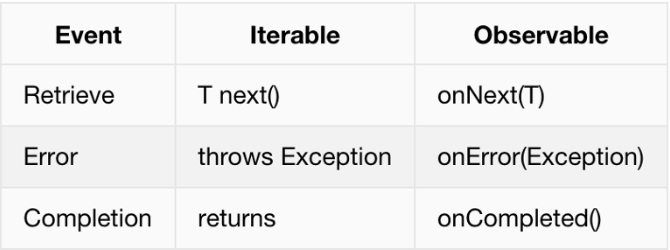 Event Iterable Observable
Retrieve T next() onNext(T)
Error throws Exception onError(Exception)
Completion returns onCompleted()